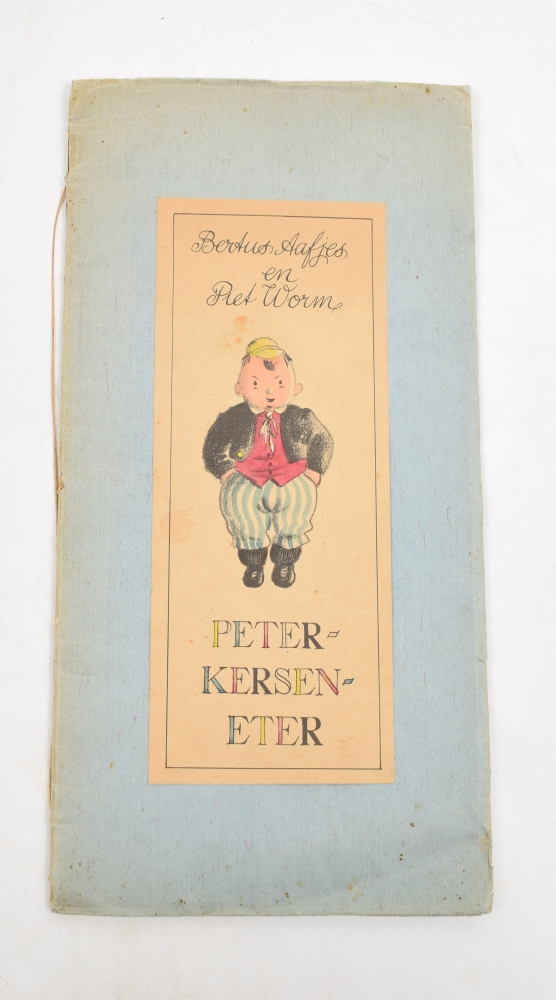 Bertus Aafjes
en
Piet Worm
PETER-
KERSEN-
ETER